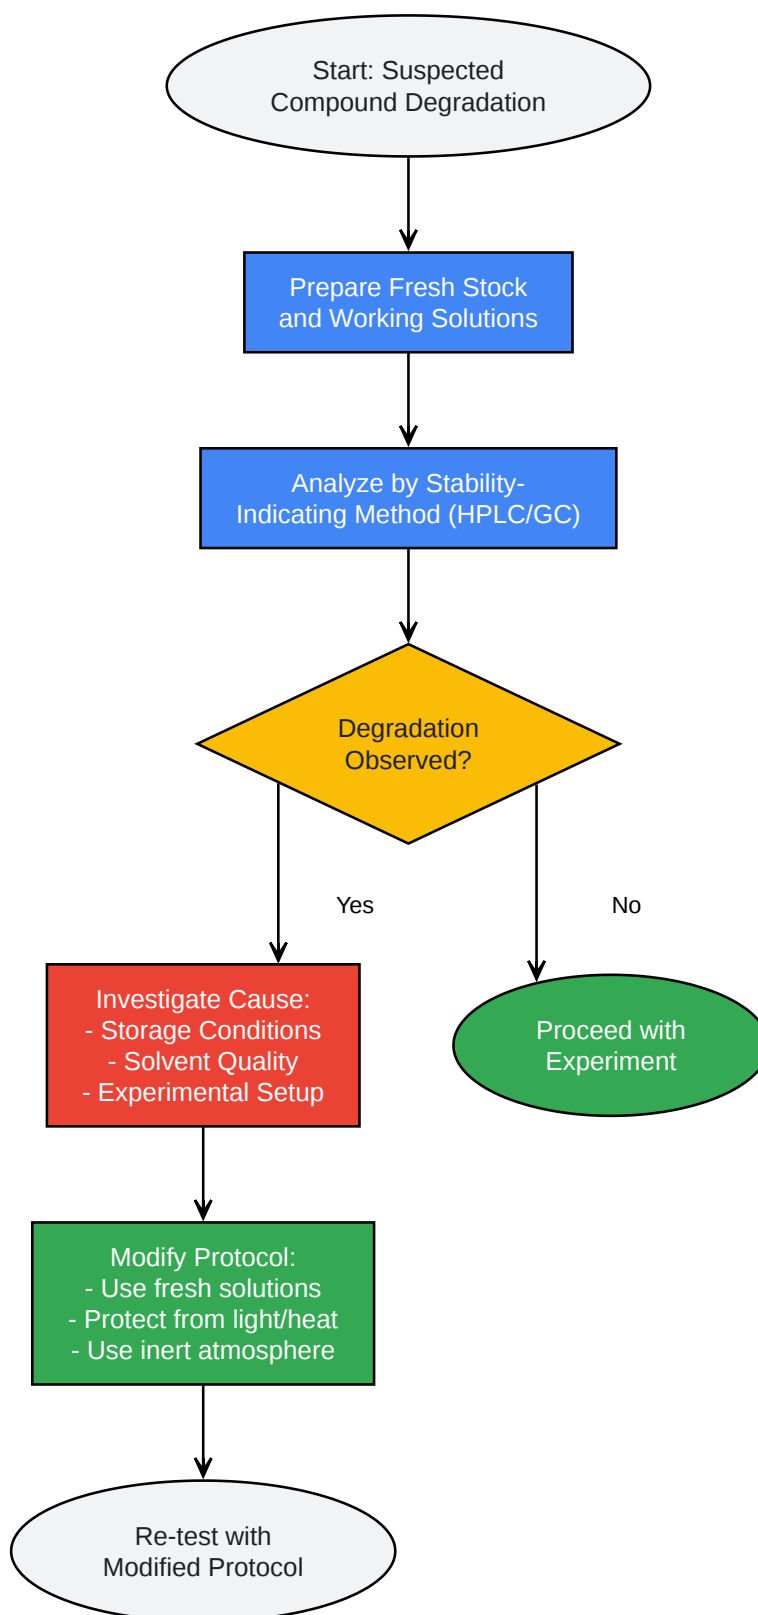 Start: Suspected
Compound Degradation
Prepare Fresh Stock
and Working Solutions
Analyze by Stability-
Indicating Method (HPLC/GC)
Degradation
Observed?
Yes
No
Investigate Cause:
- Storage Conditions
- Solvent Quality
- Experimental Setup
Proceed with
Experiment
Modify Protocol:
- Use fresh solutions
- Protect from light/heat
- Use inert atmosphere
Re-test with
Modified Protocol